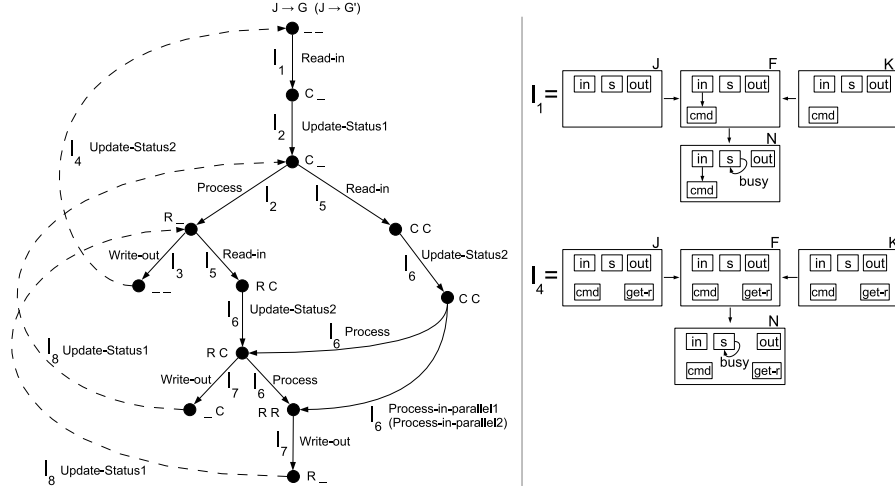 J → G (J → G')
_ _
I1 Read-in
C _
I2 Update-Status1
I4 Update-Status2
C _
Process Read-in
I2 I5
R _ C C
Write-out Read-in Update-Status2
I3 I5 I6
_ _ R C C C
I6 Update-Status2
I6 Process
R C
I8 Update-Status1
Write-out I7 I6 Process
_ C R R
I6 Process-in-parallel1
(Process-in-parallel2)
I7 Write-out
I8 Update-Status1
R _
J F K
I1= in s out in s out in s out
cmd cmd
N
in s out
busy
cmd
J F K
I4= in s out in s out in s out
cmd get-r cmd get-r cmd get-r
N
in s out
busy
cmd get-r